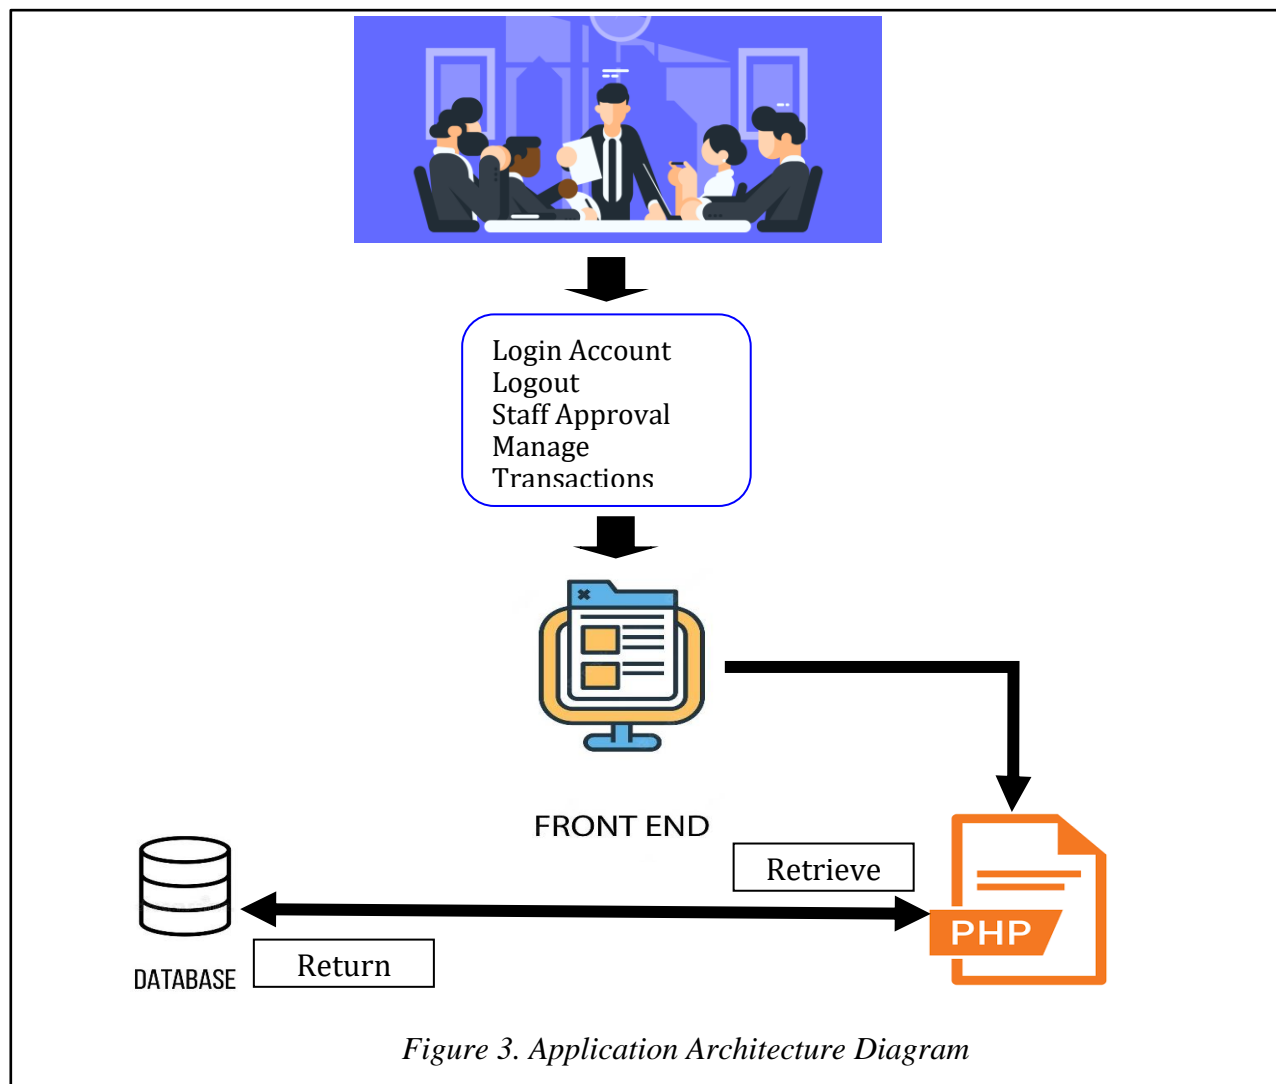 Login Account
Logout
Staff Approval
Manage
Transactions
FRONT END
Retrieve
PHP
Return
DATABASE
Figure 3. Application Architecture Diagram